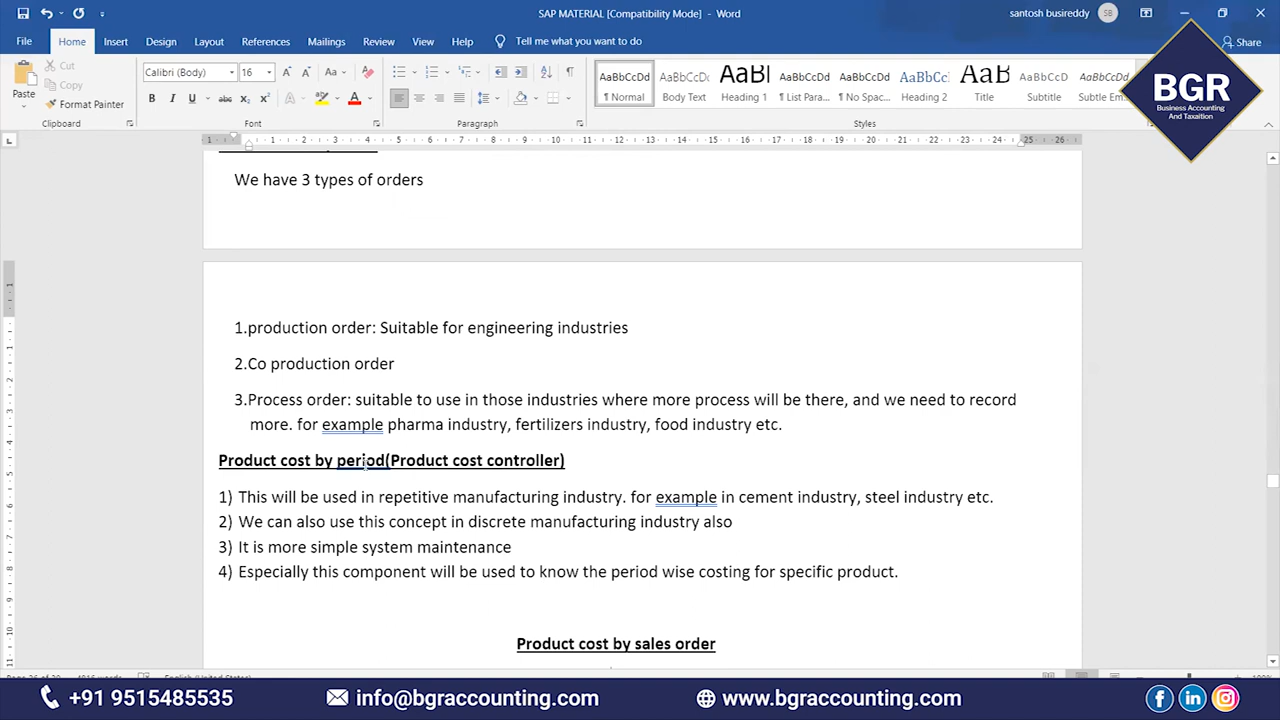 SAP MATERIAL [Compatibility Mode] - Word
santosh busireddy SB
File Home Insert Design Layout References Mailings Review View Help Tell me what you want to do Share
Paste Cut Copy Format Painter
Calibri (Body) 16
Clipboard Font Paragraph Styles
AaBbCcDd ¶ Normal
AaBbCcDd Body Text
AaBbI Heading 1
AaBbCcDd ¶ List Para...
AaBbCcDd ¶ No Spac...
AaBbCc Heading 2
AaBb Title
AaBbCcD Subtitle
AaBbCcDd Subtle Em...
BGR
Business Accounting
And Taxaition
We have 3 types of orders
1.production order: Suitable for engineering industries
2.Co production order
3.Process order: suitable to use in those industries where more process will be there, and we need to record
more. for example pharma industry, fertilizers industry, food industry etc.
Product cost by period(Product cost controller)
1) This will be used in repetitive manufacturing industry. for example in cement industry, steel industry etc.
2) We can also use this concept in discrete manufacturing industry also
3) It is more simple system maintenance
4) Especially this component will be used to know the period wise costing for specific product.
Product cost by sales order
+91 9515485535 info@bgraccounting.com www.bgraccounting.com